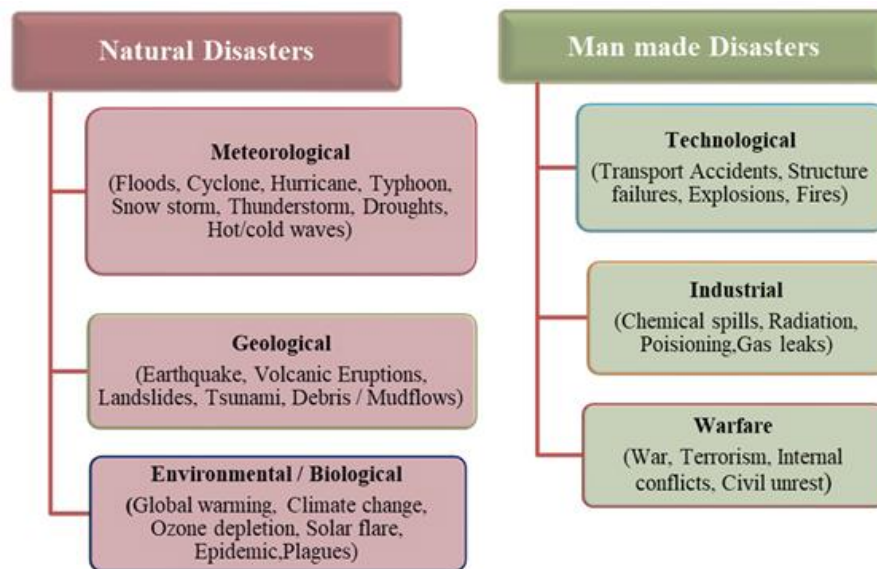 Natural Disasters
Meteorological
(Floods, Cyclone, Hurricane, Typhoon,
Snow storm, Thunderstorm, Droughts,
Hot/cold waves)
Geological
(Earthquake, Volcanic Eruptions,
Landslides, Tsunami, Debris / Mudflows)
Environmental / Biological
(Global warming, Climate change,
Ozone depletion, Solar flare,
Epidemic,Plagues)
Man made Disasters
Technological
(Transport Accidents, Structure
failures, Explosions, Fires)
Industrial
(Chemical spills, Radiation,
Poisioning,Gas leaks)
Warfare
(War, Terrorism, Internal
conflicts, Civil unrest)